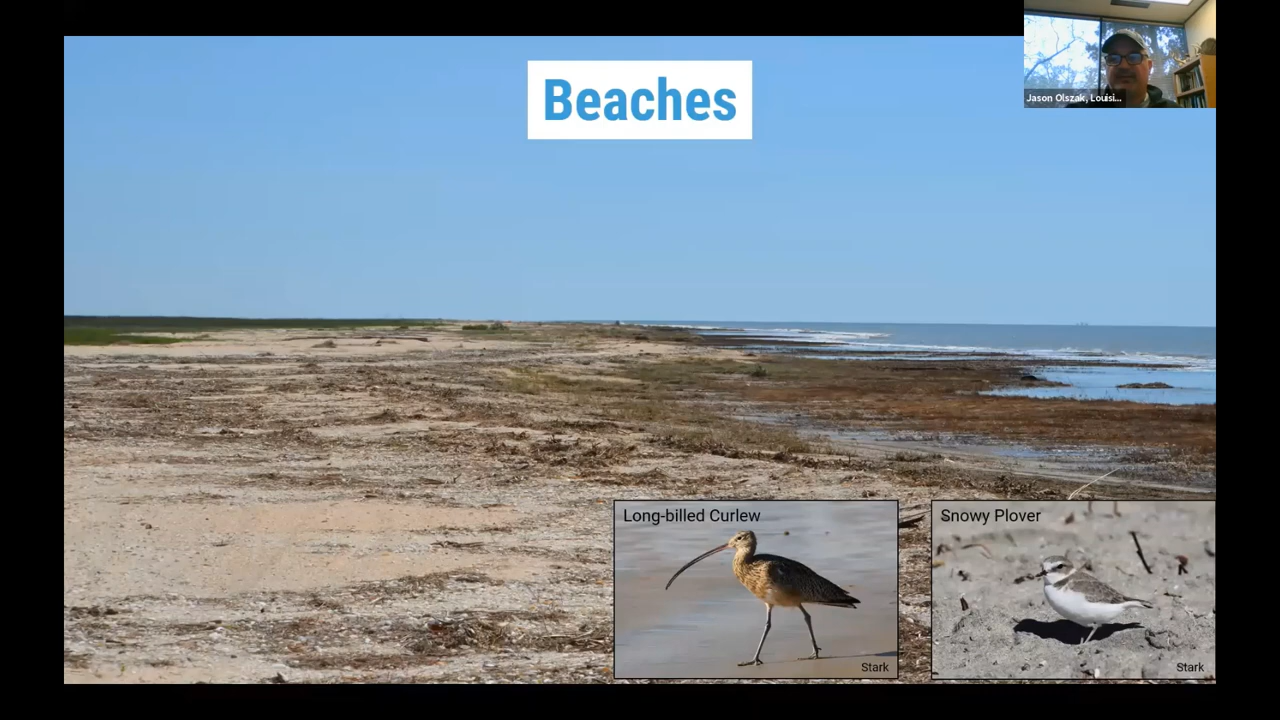 Beaches
Jason Olszak, Louisi...
Long-billed Curlew
Stark
Snowy Plover
Stark